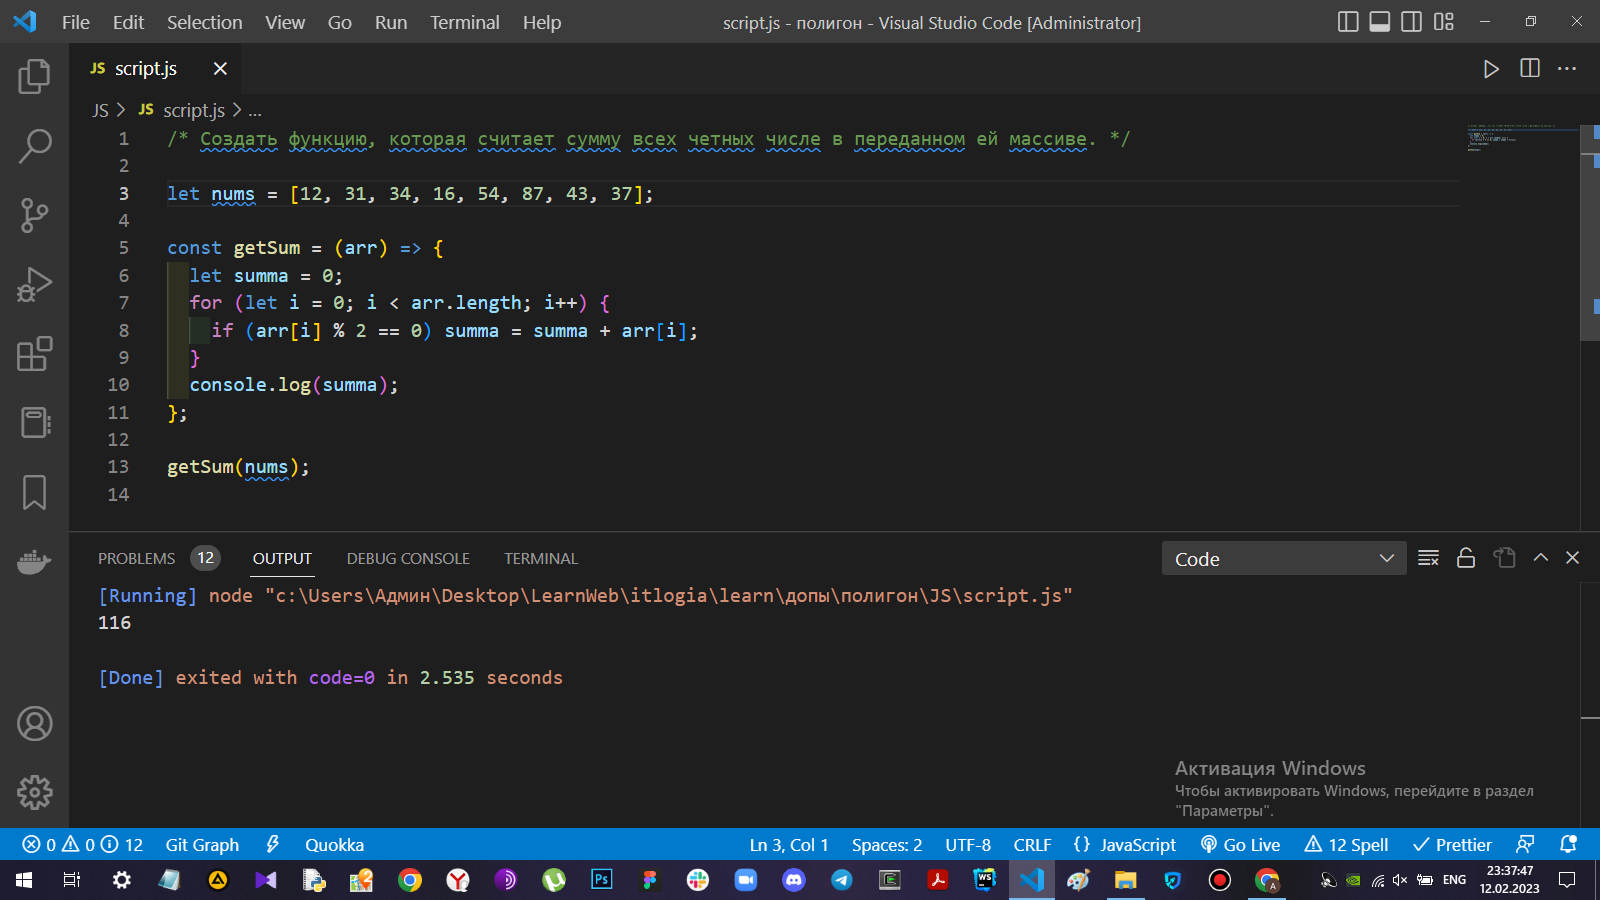 File Edit Selection View Go Run Terminal Help script.js - полигон - Visual Studio Code [Administrator]
JS script.js
JS > JS script.js > ...
1 /* Создать функцию, которая считает сумму всех четных числе в переданном ей массиве. */
2
3 let nums = [12, 31, 34, 16, 54, 87, 43, 37];
4
5 const getSum = (arr) => {
6 let summa = 0;
7 for (let i = 0; i < arr.length; i++) {
8 if (arr[i] % 2 == 0) summa = summa + arr[i];
9 }
10 console.log(summa);
11 };
12
13 getSum(nums);
14
PROBLEMS 12 OUTPUT DEBUG CONSOLE TERMINAL Code
[Running] node "c:\Users\Админ\Desktop\LearnWeb\itlogia\learn\допы\полигон\JS\script.js"
116
[Done] exited with code=0 in 2.535 seconds
Активация Windows
Чтобы активировать Windows, перейдите в раздел
"Параметры".
0 0 12 Git Graph Quokka Ln 3, Col 1 Spaces: 2 UTF-8 CRLF {} JavaScript Go Live 12 Spell Prettier
Ps WS ENG 23:37:47
12.02.2023